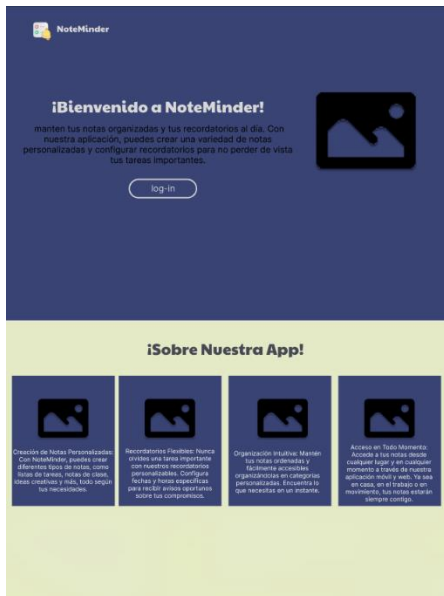 NoteMinder
¡Bienvenido a NoteMinder!
manten tus notas organizadas y tus recordatorios al día. Con
nuestra aplicación, puedes crear una variedad de notas
personalizadas y configurar recordatorios para no perder de vista
tus tareas importantes.
log-in
¡Sobre Nuestra App!
Creación de Notas Personalizadas:
Con NoteMinder, puedes crear
diferentes tipos de notas, como
listas de tareas, notas de clase,
ideas creativas y más, todo según
tus necesidades.
Recordatorios Flexibles: Nunca
olvides una tarea importante
con nuestros recordatorios
personalizables. Configura
fechas y horas específicas
para recibir avisos oportunos
sobre tus compromisos.
Organización Intuitiva: Mantén
tus notas ordenadas y
fácilmente accesibles
organizándolas en categorías
personalizadas. Encuentra lo
que necesitas en un instante.
Acceso en Todo Momento:
Accede a tus notas desde
cualquier lugar y en cualquier
momento a través de nuestra
aplicación móvil y web. Ya sea
en casa, en el trabajo o en
movimiento, tus notas estarán
siempre contigo.